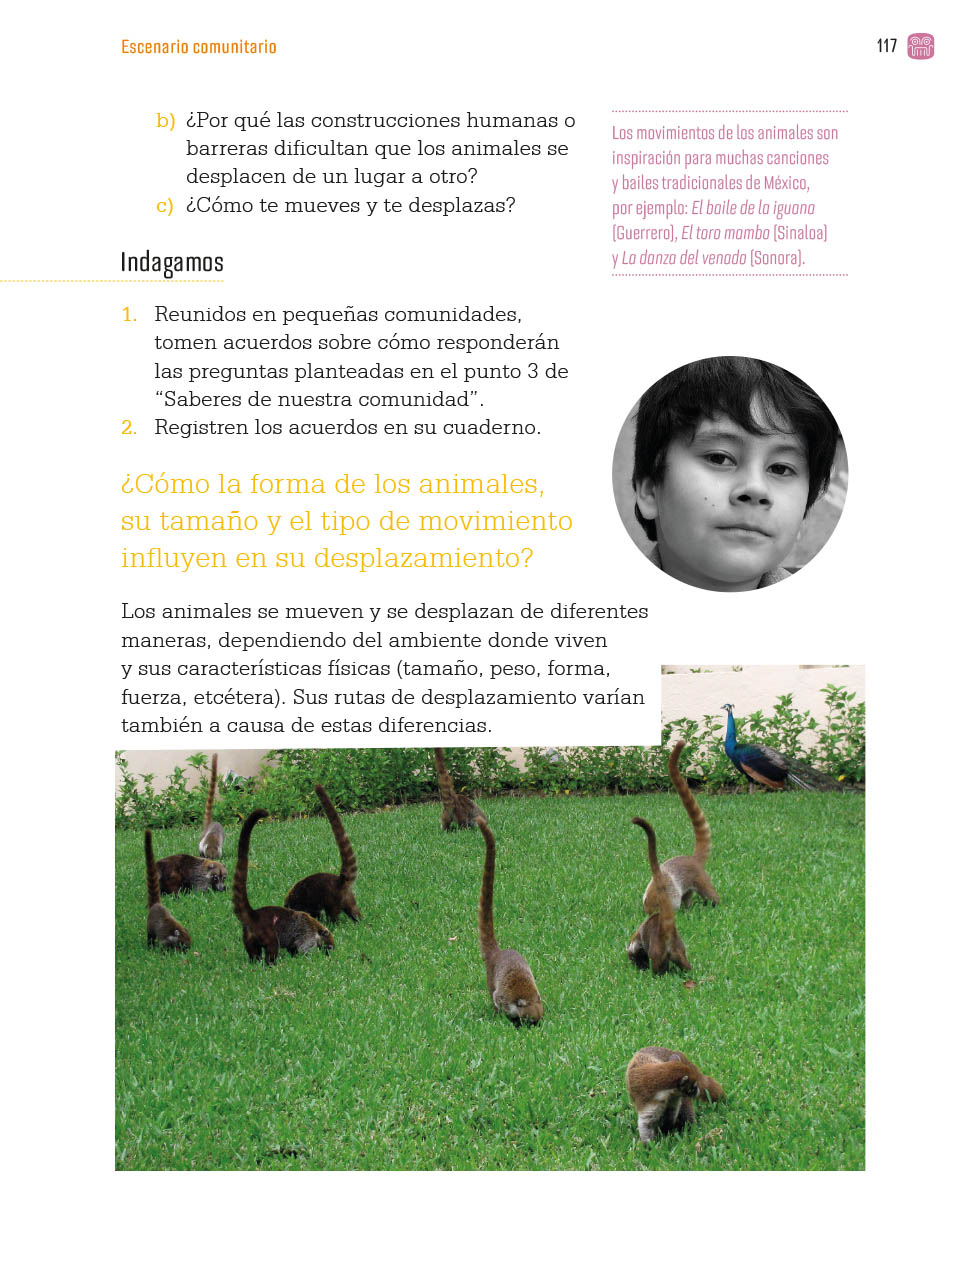 Escenario comunitario
117
b) ¿Por qué las construcciones humanas o
barreras dificultan que los animales se
desplacen de un lugar a otro?
c) ¿Cómo te mueves y te desplazas?
Los movimientos de los animales son
inspiración para muchas canciones
y bailes tradicionales de México,
por ejemplo: El baile de la iguana
(Guerrero), El toro mambo (Sinaloa)
y La danza del venado (Sonora).
Indagamos
1. Reunidos en pequeñas comunidades,
tomen acuerdos sobre cómo responderán
las preguntas planteadas en el punto 3 de
“Saberes de nuestra comunidad”.
2. Registren los acuerdos en su cuaderno.
¿Cómo la forma de los animales,
su tamaño y el tipo de movimiento
influyen en su desplazamiento?
Los animales se mueven y se desplazan de diferentes
maneras, dependiendo del ambiente donde viven
y sus características físicas (tamaño, peso, forma,
fuerza, etcétera). Sus rutas de desplazamiento varían
también a causa de estas diferencias.